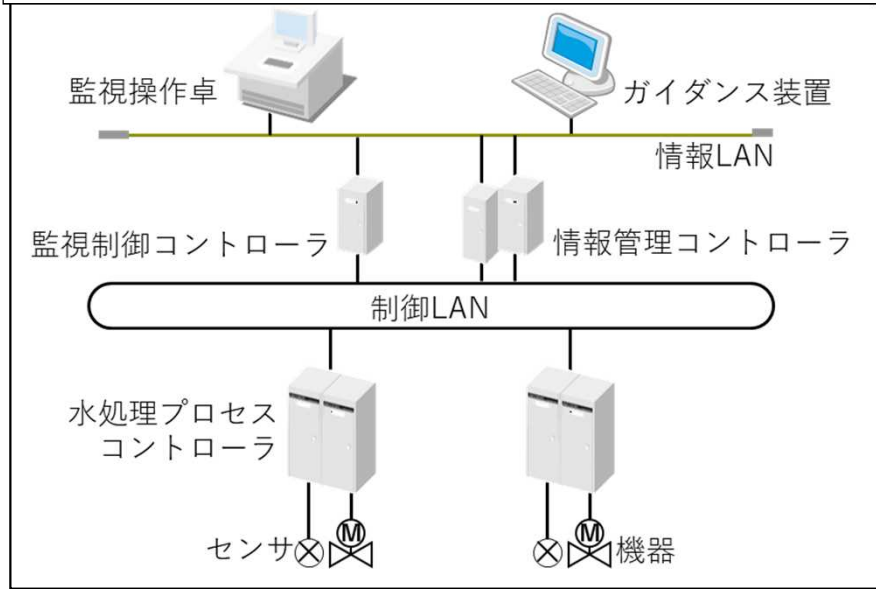 監視操作卓
ガイダンス装置
情報LAN
監視制御コントローラ
情報管理コントローラ
制御LAN
水処理プロセス
コントローラ
M
M
センサ
機器